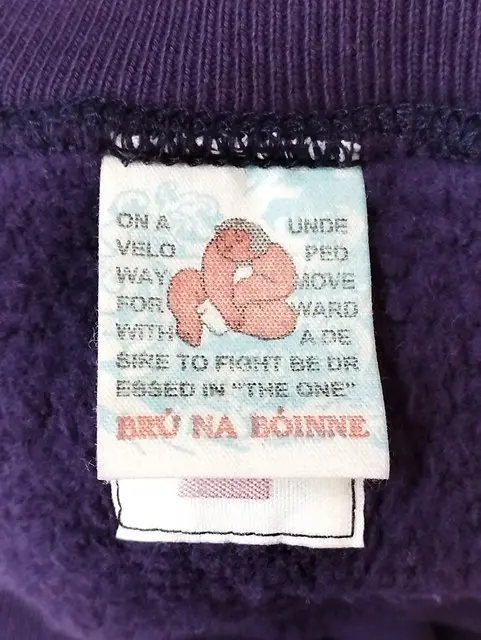 ON A UNDE
VELO PED
WAY MOVE
FOR WARD
WITH A DE
SIRE TO FIGHT BE DR
ESSED IN "THE ONE"
BRÚ NA BÓINNE